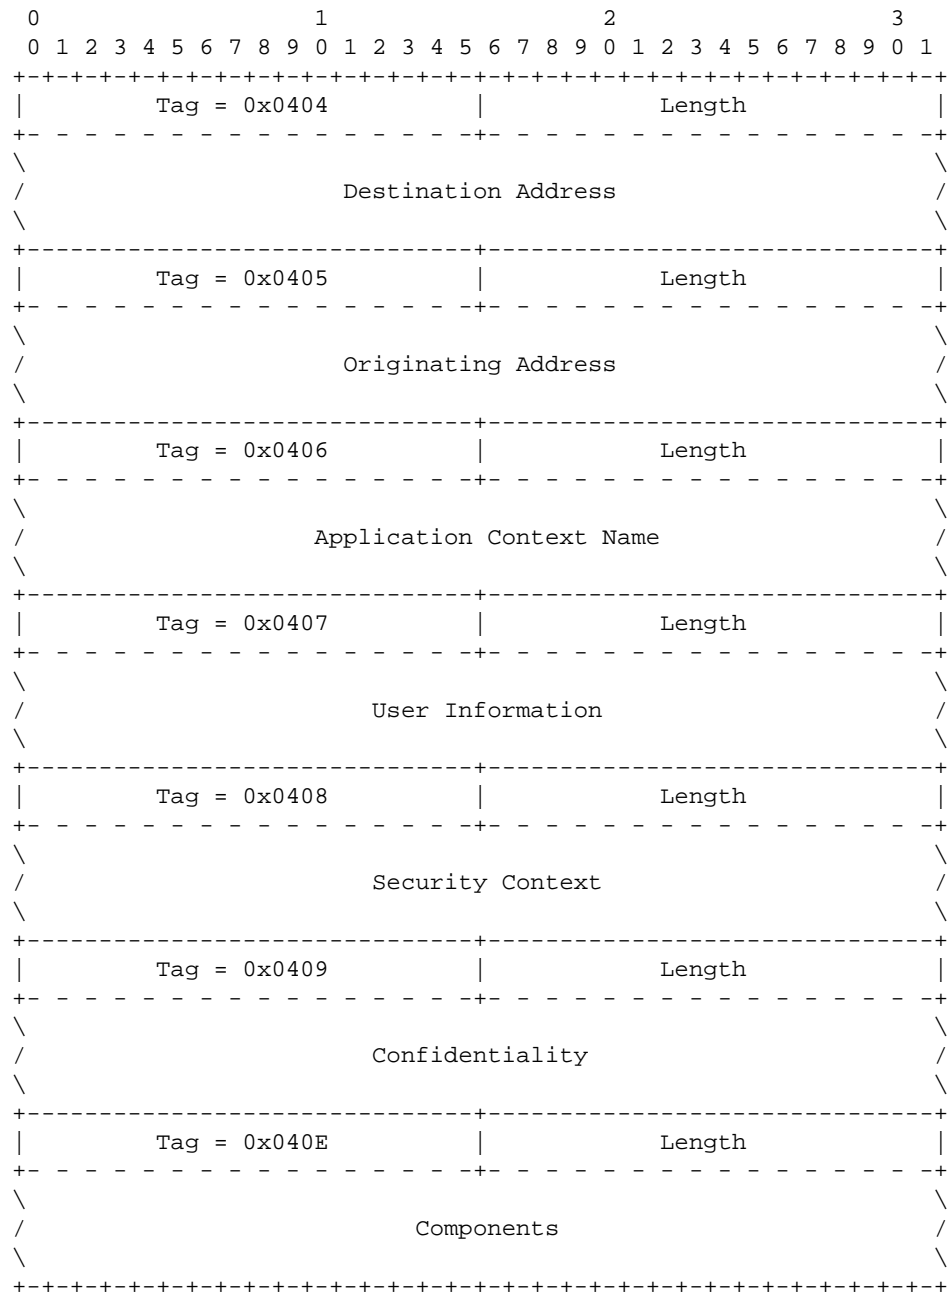 0                   1                   2                   3
 0 1 2 3 4 5 6 7 8 9 0 1 2 3 4 5 6 7 8 9 0 1 2 3 4 5 6 7 8 9 0 1
+-+-+-+-+-+-+-+-+-+-+-+-+-+-+-+-+-+-+-+-+-+-+-+-+-+-+-+-+-+-+-+-+
|         Tag = 0x0404          |            Length             |
+- - - - - - - - - - - - - - - -+- - - - - - - - - - - - - - - -+
\                                                               \
/                      Destination Address                      /
\                                                               \
+-------------------------------+-------------------------------+
|         Tag = 0x0405          |            Length             |
+- - - - - - - - - - - - - - - -+- - - - - - - - - - - - - - - -+
\                                                               \
/                      Originating Address                      /
\                                                               \
+-------------------------------+-------------------------------+
|         Tag = 0x0406          |            Length             |
+- - - - - - - - - - - - - - - -+- - - - - - - - - - - - - - - -+
\                                                               \
/                    Application Context Name                   /
\                                                               \
+-------------------------------+-------------------------------+
|         Tag = 0x0407          |            Length             |
+- - - - - - - - - - - - - - - -+- - - - - - - - - - - - - - - -+
\                                                               \
/                        User Information                       /
\                                                               \
+-------------------------------+-------------------------------+
|         Tag = 0x0408          |            Length             |
+- - - - - - - - - - - - - - - -+- - - - - - - - - - - - - - - -+
\                                                               \
/                        Security Context                       /
\                                                               \
+-------------------------------+-------------------------------+
|         Tag = 0x0409          |            Length             |
+- - - - - - - - - - - - - - - -+- - - - - - - - - - - - - - - -+
\                                                               \
/                        Confidentiality                        /
\                                                               \
+-------------------------------+-------------------------------+
|         Tag = 0x040E          |            Length             |
+- - - - - - - - - - - - - - - -+- - - - - - - - - - - - - - - -+
\                                                               \
/                           Components                          /
\                                                               \
+-+-+-+-+-+-+-+-+-+-+-+-+-+-+-+-+-+-+-+-+-+-+-+-+-+-+-+-+-+-+-+-+